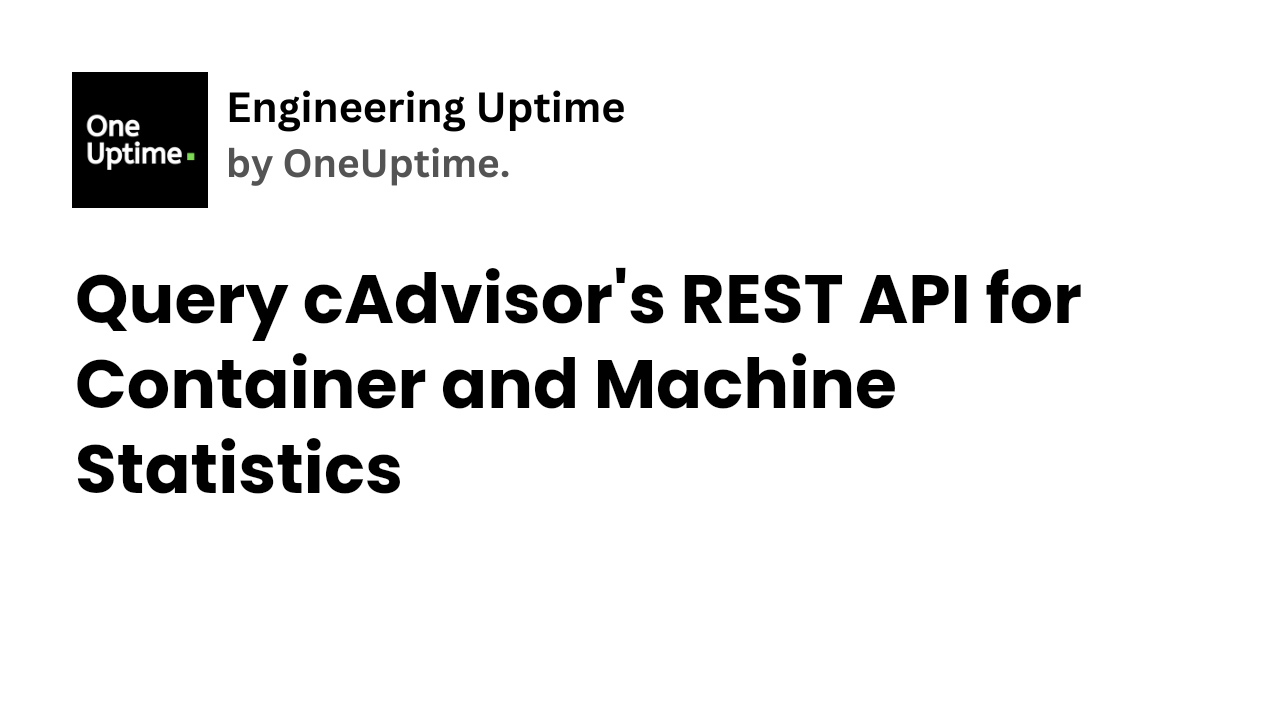 One
Uptime.
Engineering Uptime
by OneUptime.
Query cAdvisor's REST API for
Container and Machine
Statistics